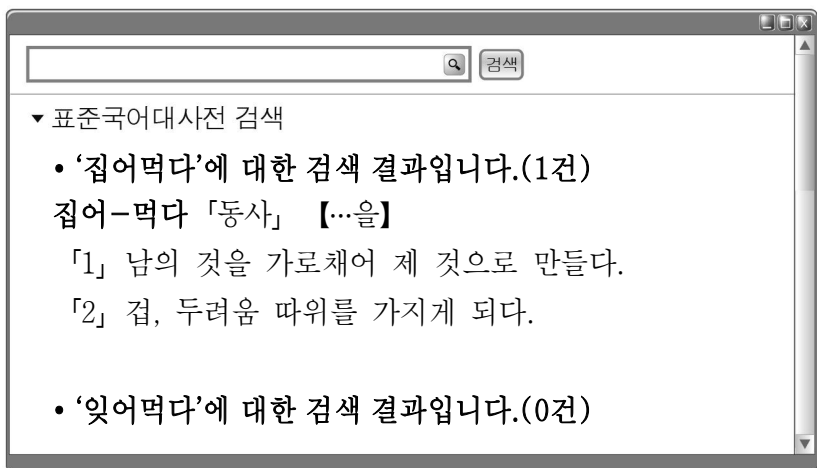 검색
▼ 표준국어대사전 검색
• ‘집어먹다’에 대한 검색 결과입니다.(1건)
집어-먹다「동사」 【…을】
「1」 남의 것을 가로채어 제 것으로 만들다.
「2」 겁, 두려움 따위를 가지게 되다.
• ‘잊어먹다’에 대한 검색 결과입니다.(0건)